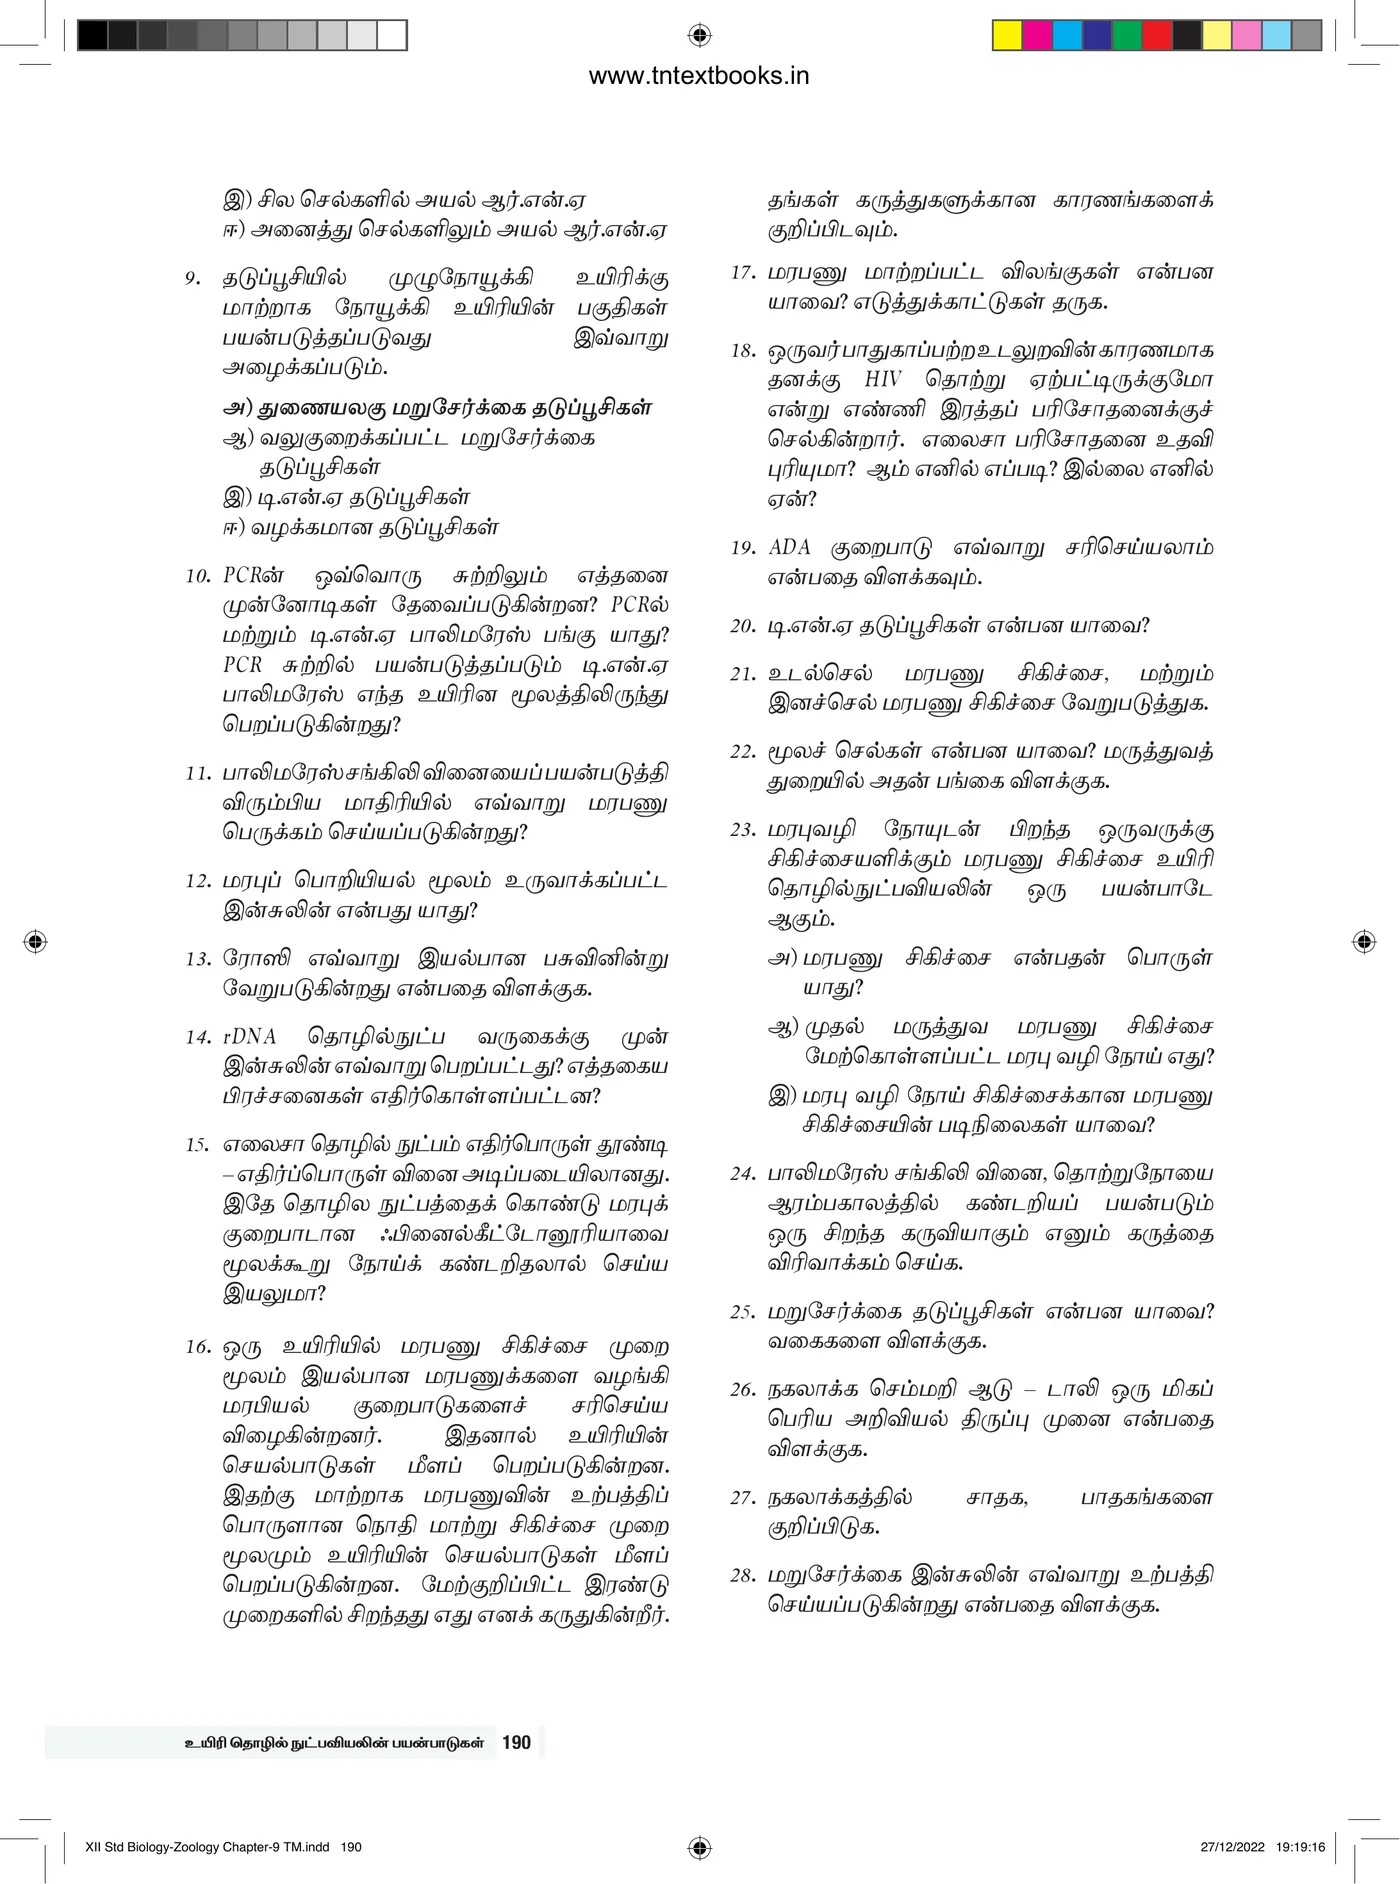 www.tntextbooks.in
இ) சில செல்களில் அயல் ஆர்.என்.ஏ
ஈ) அனைத்து செல்களிலும் அயல் ஆர்.என்.ஏ
9. தடுப்பூசியில் முழுநோயூக்கி உயிரிக்கு
மாற்றாக நோயூக்கி உயிரியின் பகுதிகள்
பயன்படுத்தப்படுவது இவ்வாறு
அழைக்கப்படும்.
அ) துணையலகு மறுசேர்க்கை தடுப்பூசிகள்
ஆ) வலுகுறைக்கப்பட்ட மறுசேர்க்கை
தடுப்பூசிகள்
இ) டி.என்.ஏ தடுப்பூசிகள்
ஈ) வழக்கமான தடுப்பூசிகள்
10. PCRன் ஒவ்வொரு சுற்றிலும் எத்தனை
முன்னோடிகள் தேவைப்படுகின்றன? PCRல்
மற்றும் டி.என்.ஏ பாலிமரேஸ் பங்கு யாது?
PCR சுற்றில் பயன்படுத்தப்படும் டி.என்.ஏ
பாலிமரேஸ் எந்த உயிரின மூலத்திலிருந்து
பெறப்படுகின்றது?
11. பாலிமரேஸ் சங்கிலி வினையைப் பயன்படுத்தி
விரும்பிய மாதிரியில் எவ்வாறு மரபணு
பெருக்கம் செய்யப்படுகின்றது?
12. மரபுப் பொறியியல் மூலம் உருவாக்கப்பட்ட
இன்சுலின் என்பது யாது?
13. ரோஸி எவ்வாறு இயல்பான பசுவினின்று
வேறுபடுகின்றது என்பதை விளக்குக.
14. rDNA தொழில்நுட்ப வருகைக்கு முன்
இன்சுலின் எவ்வாறு பெறப்பட்டது? எத்தகைய
பிரச்சனைகள் எதிர்கொள்ளப்பட்டன?
15. எலைசா தொழில் நுட்பம் எதிர்பொருள் தூண்டி
– எதிர்ப்பொருள் வினை அடிப்படையிலானது.
இதே தொழில நுட்பத்தைக் கொண்டு மரபுக்
குறைபாடான ஃபினைல்கீட்டோனூரியாவை
மூலக்கூறு நோய்க் கண்டறிதலால் செய்ய
இயலுமா?
16. ஒரு உயிரியில் மரபணு சிகிச்சை முறை
மூலம் இயல்பான மரபணுக்களை வழங்கி
மரபியல் குறைபாடுகளைச் சரிசெய்ய
விழைகின்றனர். இதனால் உயிரியின்
செயல்பாடுகள் மீளப் பெறப்படுகின்றன.
இதற்கு மாற்றாக மரபணுவின் உற்பத்திப்
பொருளான நொதி மாற்று சிகிச்சை முறை
மூலமும் உயிரியின் செயல்பாடுகள் மீளப்
பெறப்படுகின்றன. மேற்குறிப்பிட்ட இரண்டு
முறைகளில் சிறந்தது எது எனக் கருதுகின்றீர்.
தங்கள் கருத்துகளுக்கான காரணங்களைக்
குறிப்பிடவும்.
17. மரபணு மாற்றப்பட்ட விலங்குகள் என்பன
யாவை? எடுத்துக்காட்டுகள் தருக.
18. ஒருவர் பாதுகாப்பற்ற உடலுறவின் காரணமாக
தனக்கு HIV தொற்று ஏற்பட்டிருக்குமோ
என்று எண்ணி இரத்தப் பரிசோதனைக்குச்
செல்கின்றார். எலைசா பரிசோதனை உதவி
புரியுமா? ஆம் எனில் எப்படி? இல்லை எனில்
ஏன்?
19. ADA குறைபாடு எவ்வாறு சரிசெய்யலாம்
என்பதை விளக்கவும்.
20. டி.என்.ஏ தடுப்பூசிகள் என்பன யாவை?
21. உடல்செல் மரபணு சிகிச்சை, மற்றும்
இனச்செல் மரபணு சிகிச்சை வேறுபடுத்துக.
22. மூலச் செல்கள் என்பன யாவை? மருத்துவத்
துறையில் அதன் பங்கை விளக்குக.
23. மரபுவழி நோயுடன் பிறந்த ஒருவருக்கு
சிகிச்சையளிக்கும் மரபணு சிகிச்சை உயிரி
தொழில்நுட்பவியலின் ஒரு பயன்பாடே
ஆகும்.
அ) மரபணு சிகிச்சை என்பதன் பொருள்
யாது?
ஆ) முதல் மருத்துவ மரபணு சிகிச்சை
மேற்கொள்ளப்பட்ட மரபு வழி நோய் எது?
இ) மரபு வழி நோய் சிகிச்சைக்கான மரபணு
சிகிச்சையின் படிநிலைகள் யாவை?
24. பாலிமரேஸ் சங்கிலி வினை, தொற்றுநோயை
ஆரம்பகாலத்தில் கண்டறியப் பயன்படும்
ஒரு சிறந்த கருவியாகும் எனும் கருத்தை
விரிவாக்கம் செய்க.
25. மறுசேர்க்கை தடுப்பூசிகள் என்பன யாவை?
வகைகளை விளக்குக.
26. நகலாக்க செம்மறி ஆடு – டாலி ஒரு மிகப்
பெரிய அறிவியல் திருப்பு முனை என்பதை
விளக்குக.
27. நகலாக்கத்தில் சாதக, பாதகங்களை
குறிப்பிடுக.
28. மறுசேர்க்கை இன்சுலின் எவ்வாறு உற்பத்தி
செய்யப்படுகின்றது என்பதை விளக்குக.
உயிரி தொழில் நுட்பவியலின் பயன்பாடுகள் 190
XII Std Biology-Zoology Chapter-9 TM.indd 190
27/12/2022 19:19:16